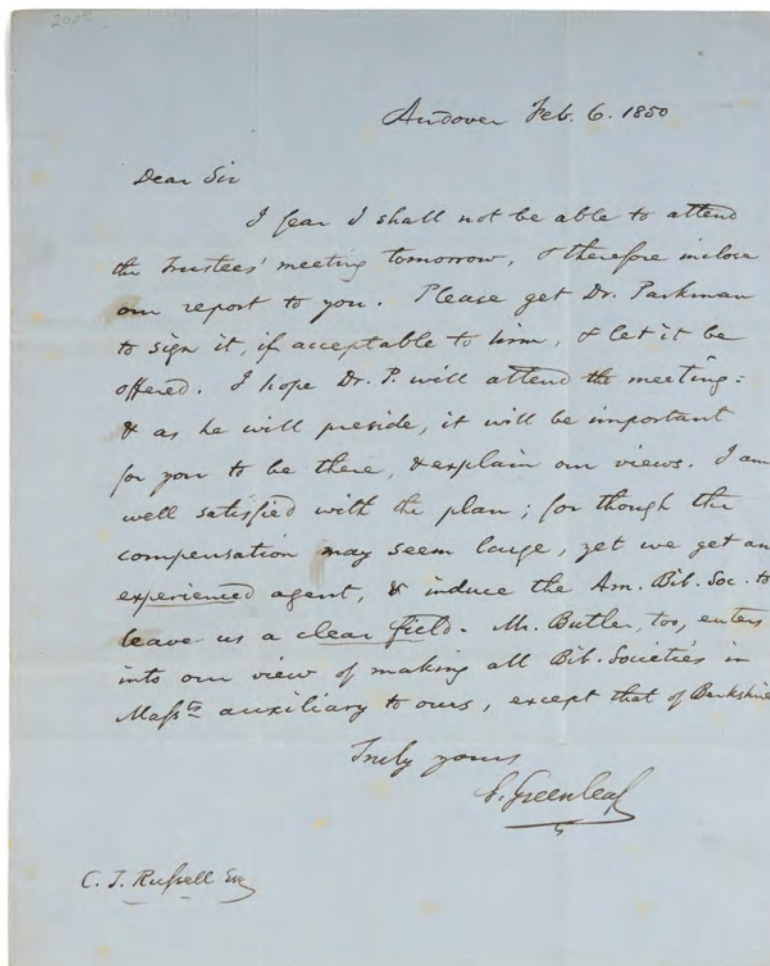 Andover Feb. 6. 1850
Dear Sir
I fear I shall not be able to attend
the Trustees' meeting tomorrow, & therefore inclose
our report to you. Please get Dr. Parkman
to sign it, if acceptable to him, & let it be
offered. I hope Dr. P. will attend the meeting:
& as he will preside, it will be important
for you to be there, & explain our views. I am
well satisfied with the plan; for though the
compensation may seem large, yet we get an
experienced agent, & induce the Am. Bib. Soc. to
leave us a clear field. Mr. Butler, too, enters
into our view of making all Bib. Societies in
Massts auxiliary to ours, except that of Berkshire
Truly yours
S. Greenleaf
C. T. Russell Esq